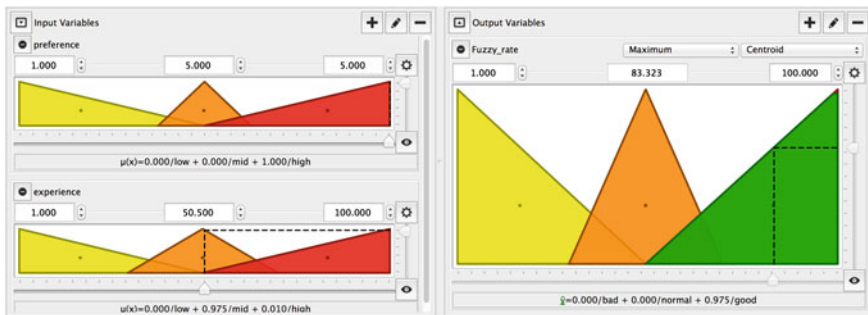 Input Variables
preference
1.000 5.000 5.000
μ(x)=0.000/low + 0.000/mid + 1.000/high
experience
1.000 50.500 100.000
μ(x)=0.000/low + 0.975/mid + 0.010/high
Output Variables
Fuzzy_rate Maximum Centroid
1.000 83.323 100.000
ỹ=0.000/bad + 0.000/normal + 0.975/good